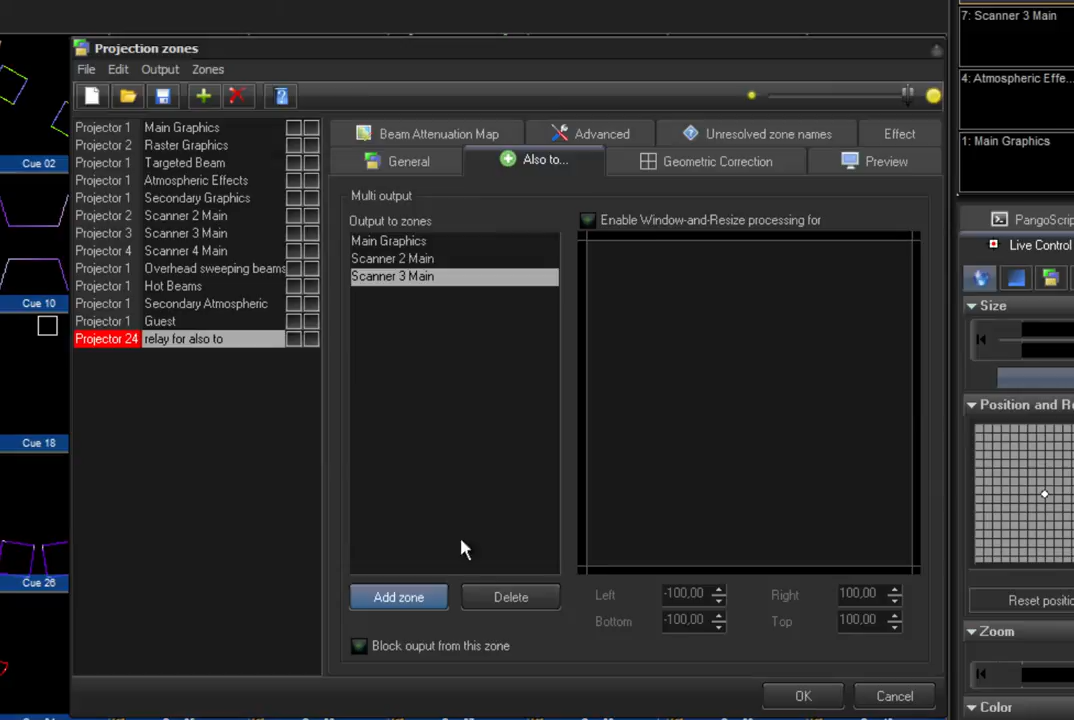 7: Scanner 3 Main
Projection zones
File Edit Output Zones
4: Atmospheric Effe...
Projector 1 Main Graphics
Projector 2 Raster Graphics
Projector 1 Targeted Beam
Projector 1 Atmospheric Effects
Projector 1 Secondary Graphics
Projector 2 Scanner 2 Main
Projector 3 Scanner 3 Main
Projector 4 Scanner 4 Main
Projector 1 Overhead sweeping beams
Projector 1 Hot Beams
Projector 1 Secondary Atmospheric
Projector 1 Guest
Projector 24 relay for also to
Beam Attenuation Map
Advanced
Unresolved zone names
Effect
General
Also to...
Geometric Correction
Preview
Multi output
Output to zones
Main Graphics
Scanner 2 Main
Scanner 3 Main
Enable Window-and-Resize processing for
Add zone
Delete
Left -100,00
Right 100,00
Bottom -100,00
Top 100,00
Block ouput from this zone
OK
Cancel
1: Main Graphics
PangoScrip
Live Control
Size
Position and Ro
Reset positio
Zoom
Color
Cue 02
Cue 10
Cue 18
Cue 26